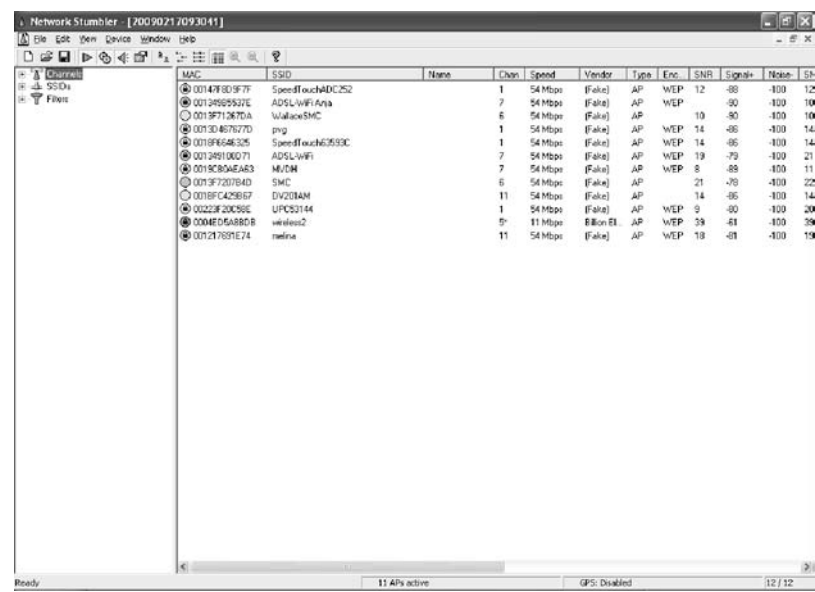 Network Stumbler - [20090217093041]
File Edit View Device Window Help
Channels
SSIDs
Filters
MAC SSID Name Chan Speed Vendor Type Enc... SNR Signal+ Noise- SN
00147F8D9F7F SpeedTouchADC252 1 54 Mbps (Fake) AP WEP 12 -88 -100 12
001349B5537E ADSL-WiFi Anja 7 54 Mbps (Fake) AP WEP -90 -100 10
0013F71267DA WallaceSMC 6 54 Mbps (Fake) AP 10 -90 -100 10
0013D467677D pvg 1 54 Mbps (Fake) AP WEP 14 -86 -100 14
0018F6646325 SpeedTouch63593C 1 54 Mbps (Fake) AP WEP 14 -86 -100 14
001349100D71 ADSL-WiFi 7 54 Mbps (Fake) AP WEP 19 -79 -100 21
0019CB0AEA63 MVDH 7 54 Mbps (Fake) AP WEP 8 -89 -100 11
0013F720784D SMC 6 54 Mbps (Fake) AP 21 -78 -100 22
001BFC429B67 DV201AM 11 54 Mbps (Fake) AP 14 -86 -100 14
00223F20C58E UPC53144 1 54 Mbps (Fake) AP WEP 9 -80 -100 20
0004ED5A8BDB wireless2 5* 11 Mbps Billion El... AP WEP 39 -61 -100 39
001217691E74 melina 11 54 Mbps (Fake) AP WEP 18 -81 -100 19
Ready 11 APs active GPS: Disabled 12 / 12